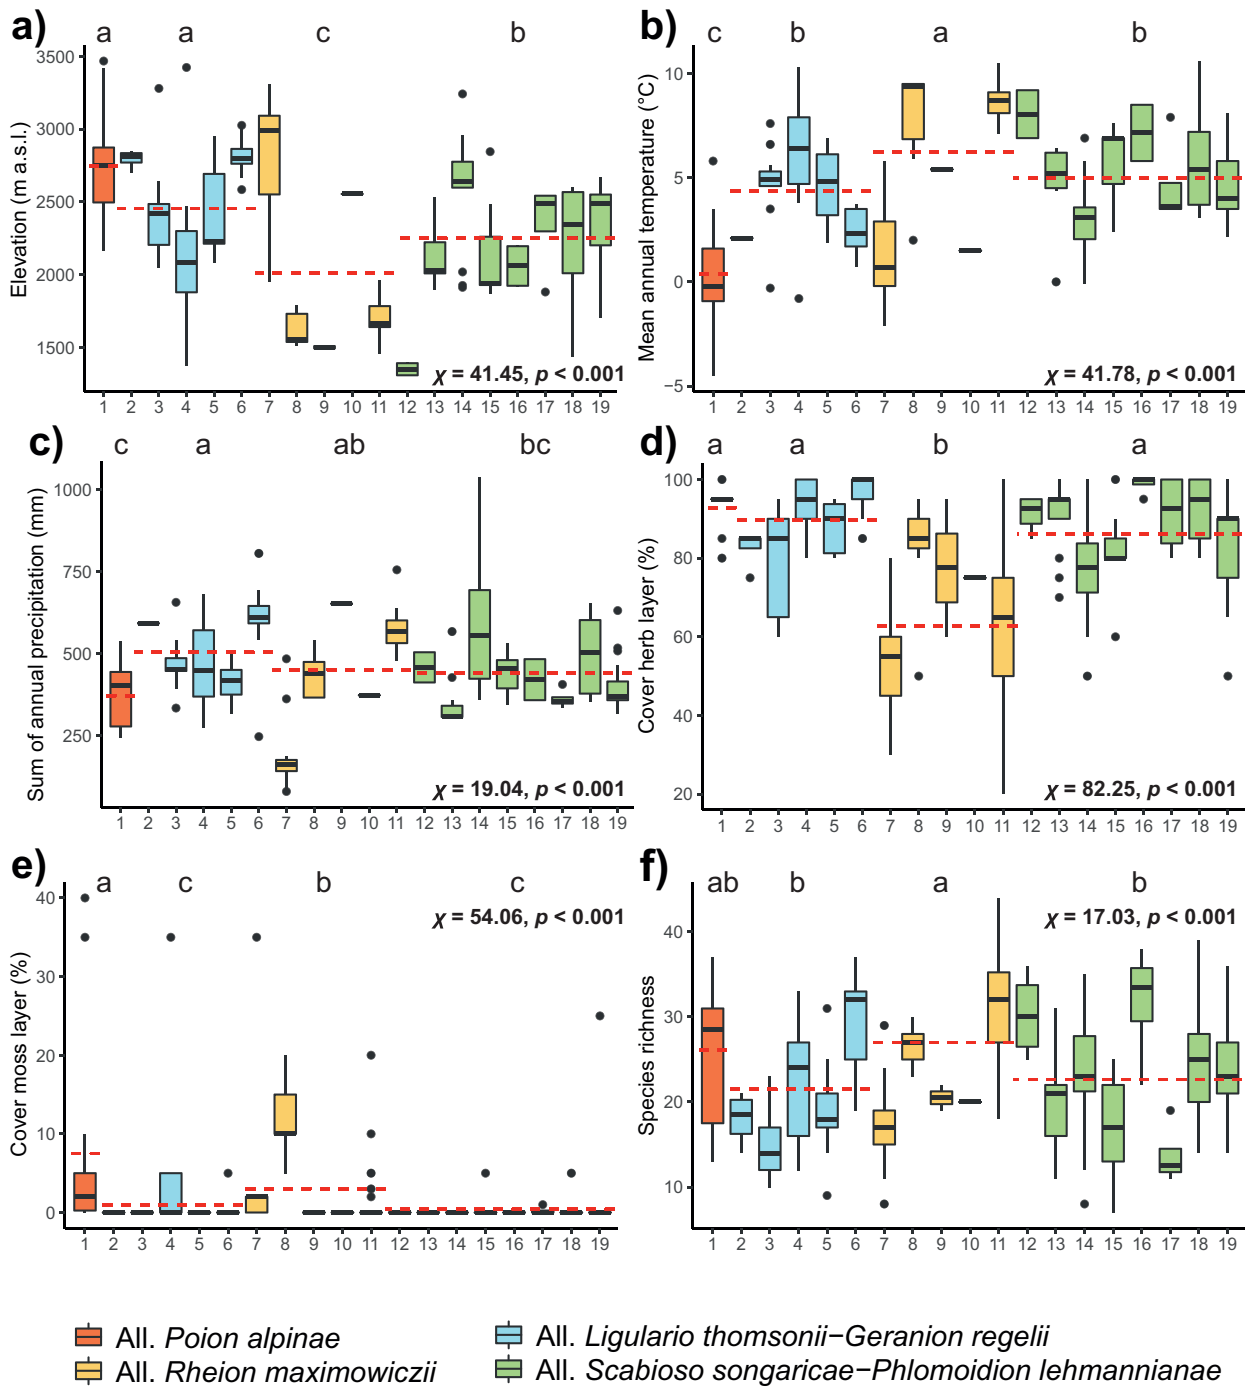 a)
a a c b
Elevation (m a.s.l.)
3500
3000
2500
2000
1500
χ = 41.45, p < 0.001
1 2 3 4 5 6 7 8 9 10 11 12 13 14 15 16 17 18 19
b)
c b a b
Mean annual temperature (°C)
10
5
0
−5
χ = 41.78, p < 0.001
1 2 3 4 5 6 7 8 9 10 11 12 13 14 15 16 17 18 19
c)
c a ab bc
Sum of annual precipitation (mm)
1000
750
500
250
χ = 19.04, p < 0.001
1 2 3 4 5 6 7 8 9 10 11 12 13 14 15 16 17 18 19
d)
a a b a
Cover herb layer (%)
100
80
60
40
20
χ = 82.25, p < 0.001
1 2 3 4 5 6 7 8 9 10 11 12 13 14 15 16 17 18 19
e)
a c b c
Cover moss layer (%)
40
30
20
10
0
χ = 54.06, p < 0.001
1 2 3 4 5 6 7 8 9 10 11 12 13 14 15 16 17 18 19
f)
ab b a b
Species richness
40
30
20
10
χ = 17.03, p < 0.001
1 2 3 4 5 6 7 8 9 10 11 12 13 14 15 16 17 18 19
All. Poion alpinae
All. Ligulario thomsonii−Geranion regelii
All. Rheion maximowiczii
All. Scabioso songaricae−Phlomoidion lehmannianae